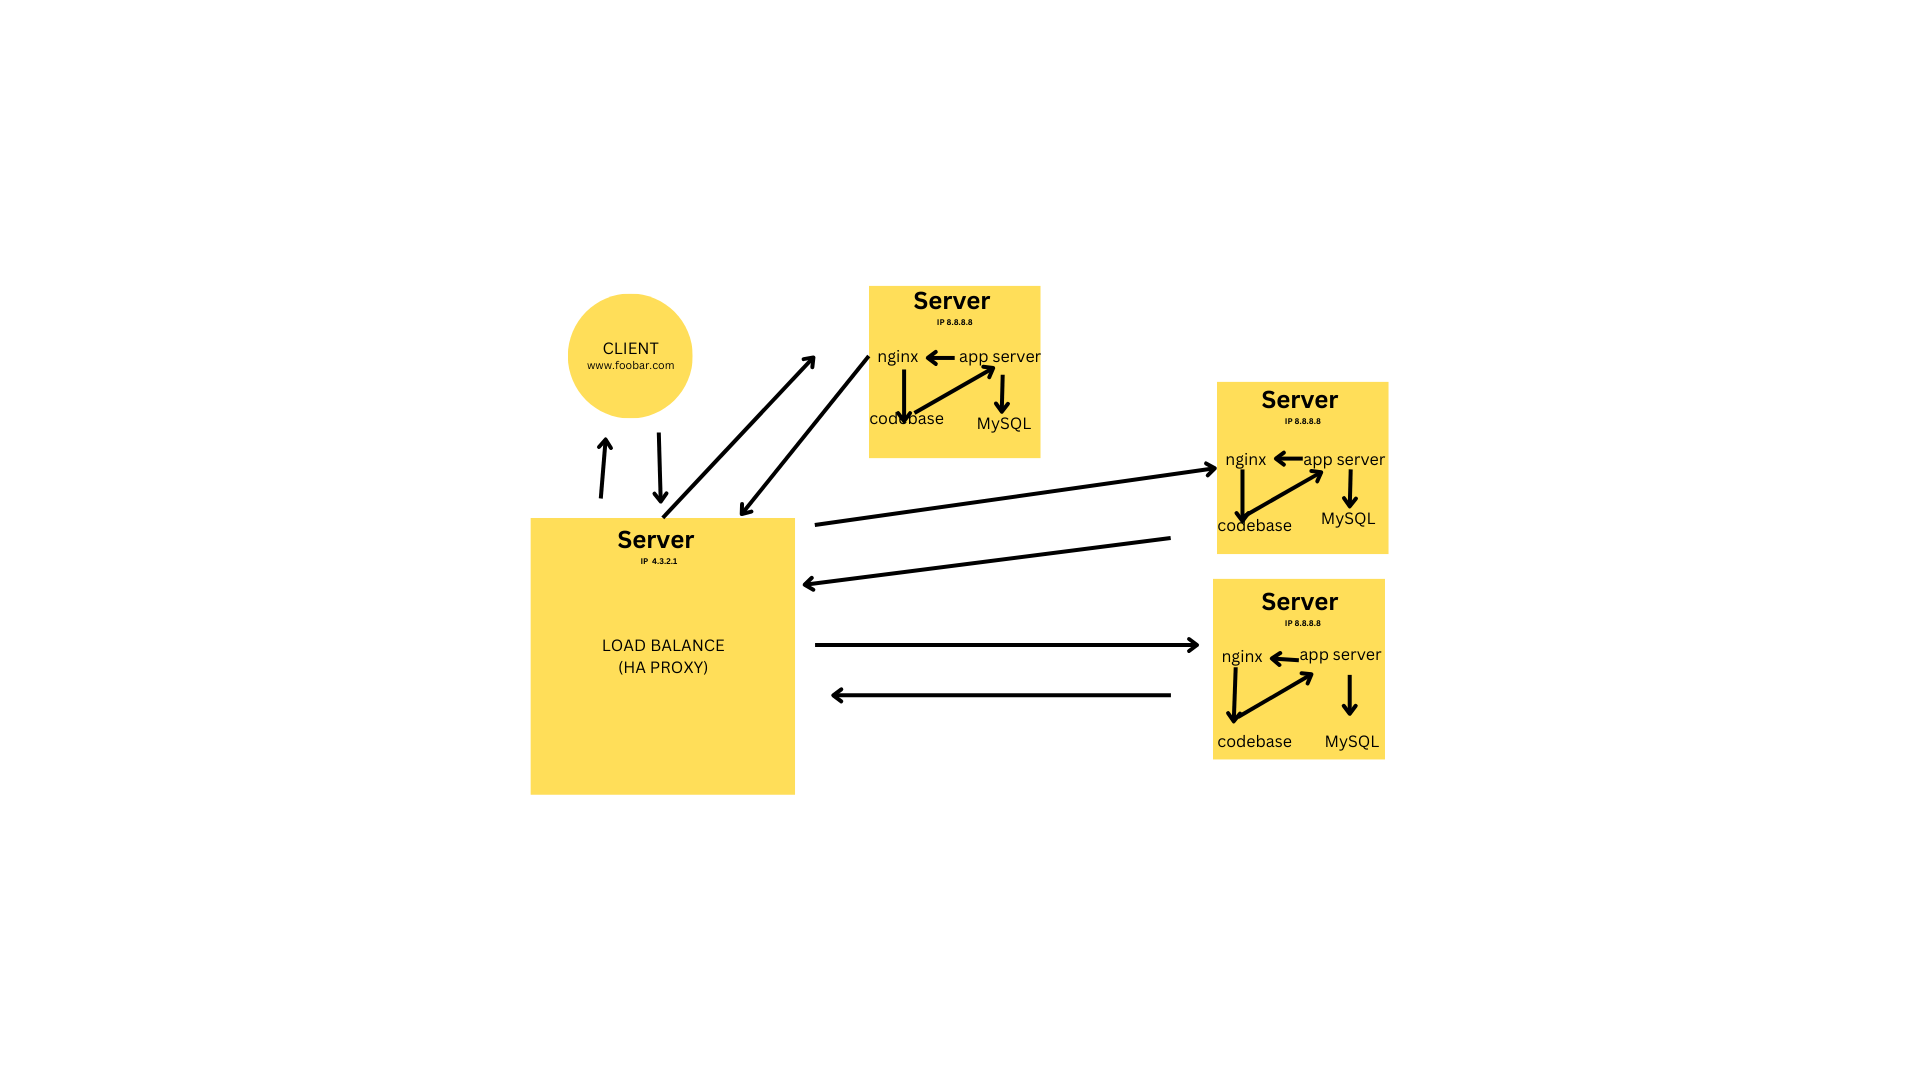 CLIENT
www.foobar.com
Server
IP 8.8.8.8
nginx
app server
codebase
MySQL
Server
IP 8.8.8.8
nginx
app server
codebase
MySQL
Server
IP 4.3.2.1
LOAD BALANCE
(HA PROXY)
Server
IP 8.8.8.8
nginx
app server
codebase
MySQL